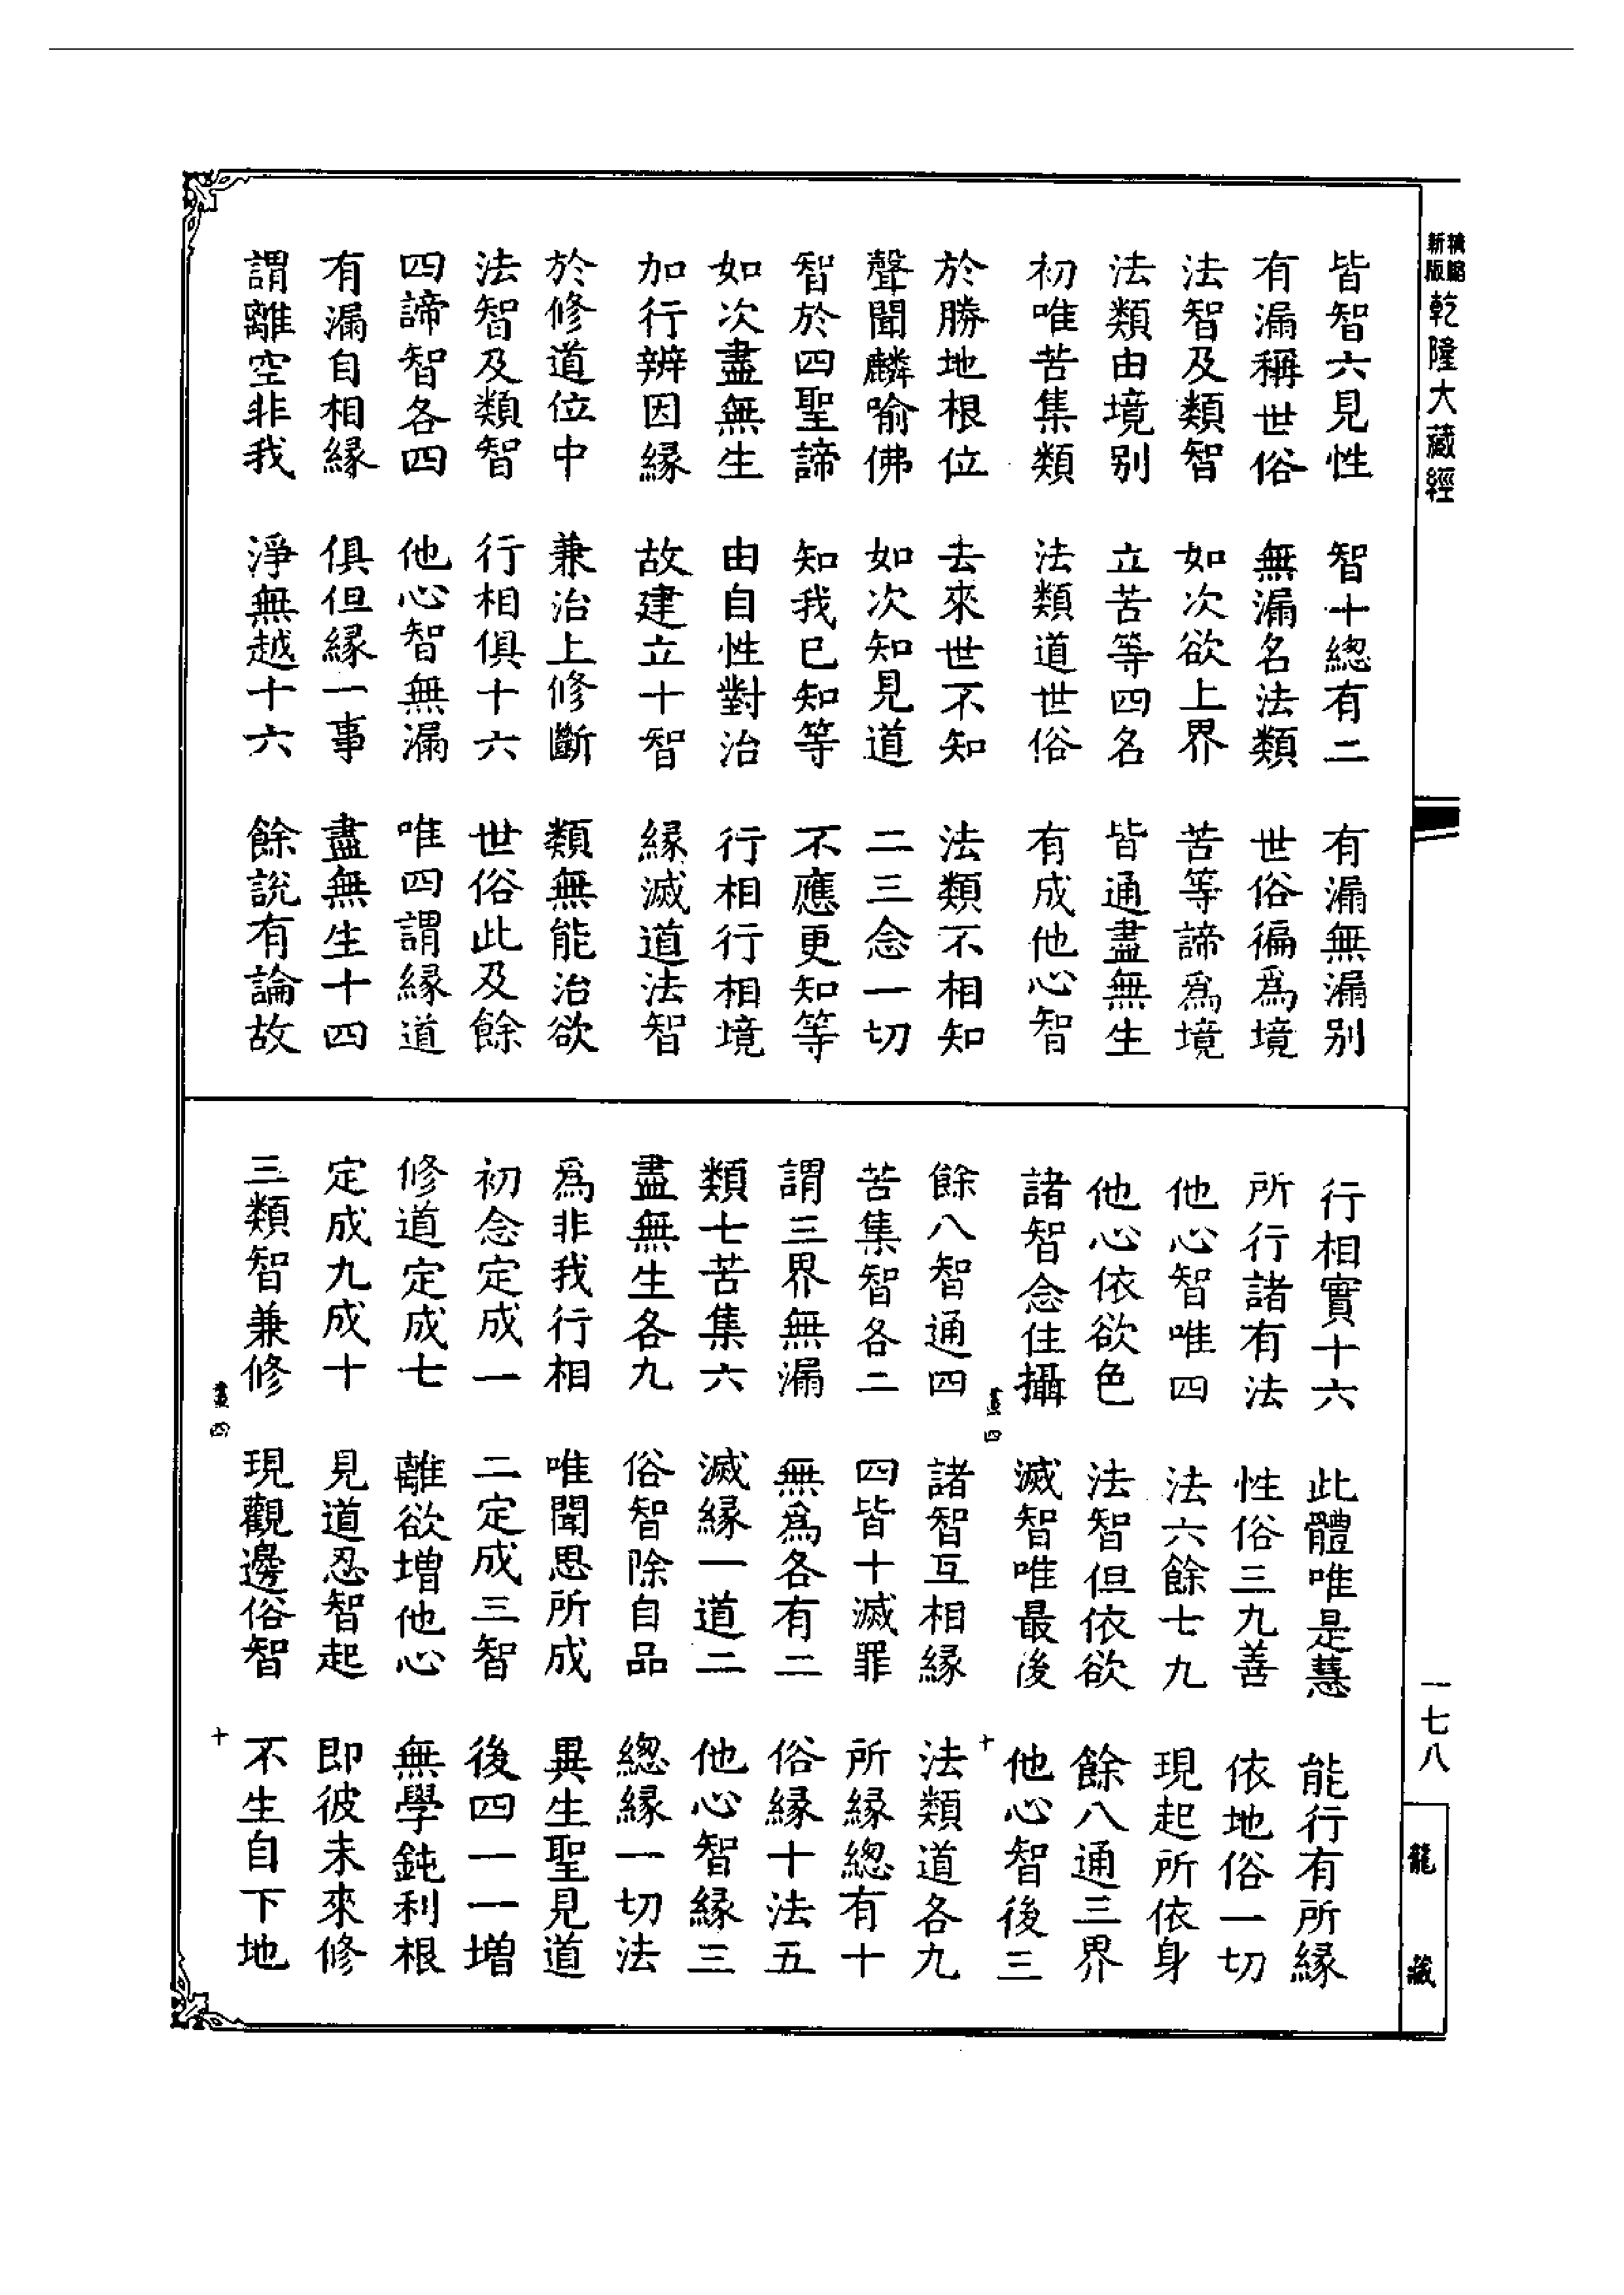 新版縮
乾隆大藏經
皆智六見性　智十總有二　有漏無漏别
有漏稱世俗　無漏名法類　世俗徧爲境
法智及類智　如次欲上界　苦等諦爲境
法類由境别　立苦等四名　皆通盡無生
初唯苦集類　法類道世俗　有成他心智
於勝地根位　去來世不知　法類不相知
聲聞麟喻佛　如次知見道　二三念一切
智於四聖諦　知我已知等　不應更知等
如次盡無生　由自性對治　行相行相境
加行辨因縁　故建立十智　縁滅道法智
於修道位中　兼治上修斷　類無能治欲
法智及類智　行相俱十六　世俗此及餘
四諦智各四　他心智無漏　唯四謂縁道
有漏自相縁　俱但縁一事　盡無生十四
謂離空非我　淨無越十六　餘說有論故
行相實十六　此體唯是慧　能行有所縁
所行諸有法　性俗三九善　依地俗一切
他心智唯四　法六餘七九　現起所依身
他心依欲色　法智但依欲　餘八通三界
諸智念住攝　滅智唯最後　他心智後三
畫四　十
餘八智通四　諸智互相縁　法類道各九
苦集智各二　四皆十滅罪　所縁總有十
謂三界無漏　無爲各有二　俗縁十法五
類七苦集六　滅縁一道二　他心智縁三
盡無生各九　俗智除自品　總縁一切法
爲非我行相　唯聞思所成　異生聖見道
初念定成一　二定成三智　後四一一增
修道定成七　離欲增他心　無學鈍利根
定成九成十　見道忍智起　即彼未來修
三類智兼修　現觀邊俗智　不生自下地
畫四　十
一七八
龍藏